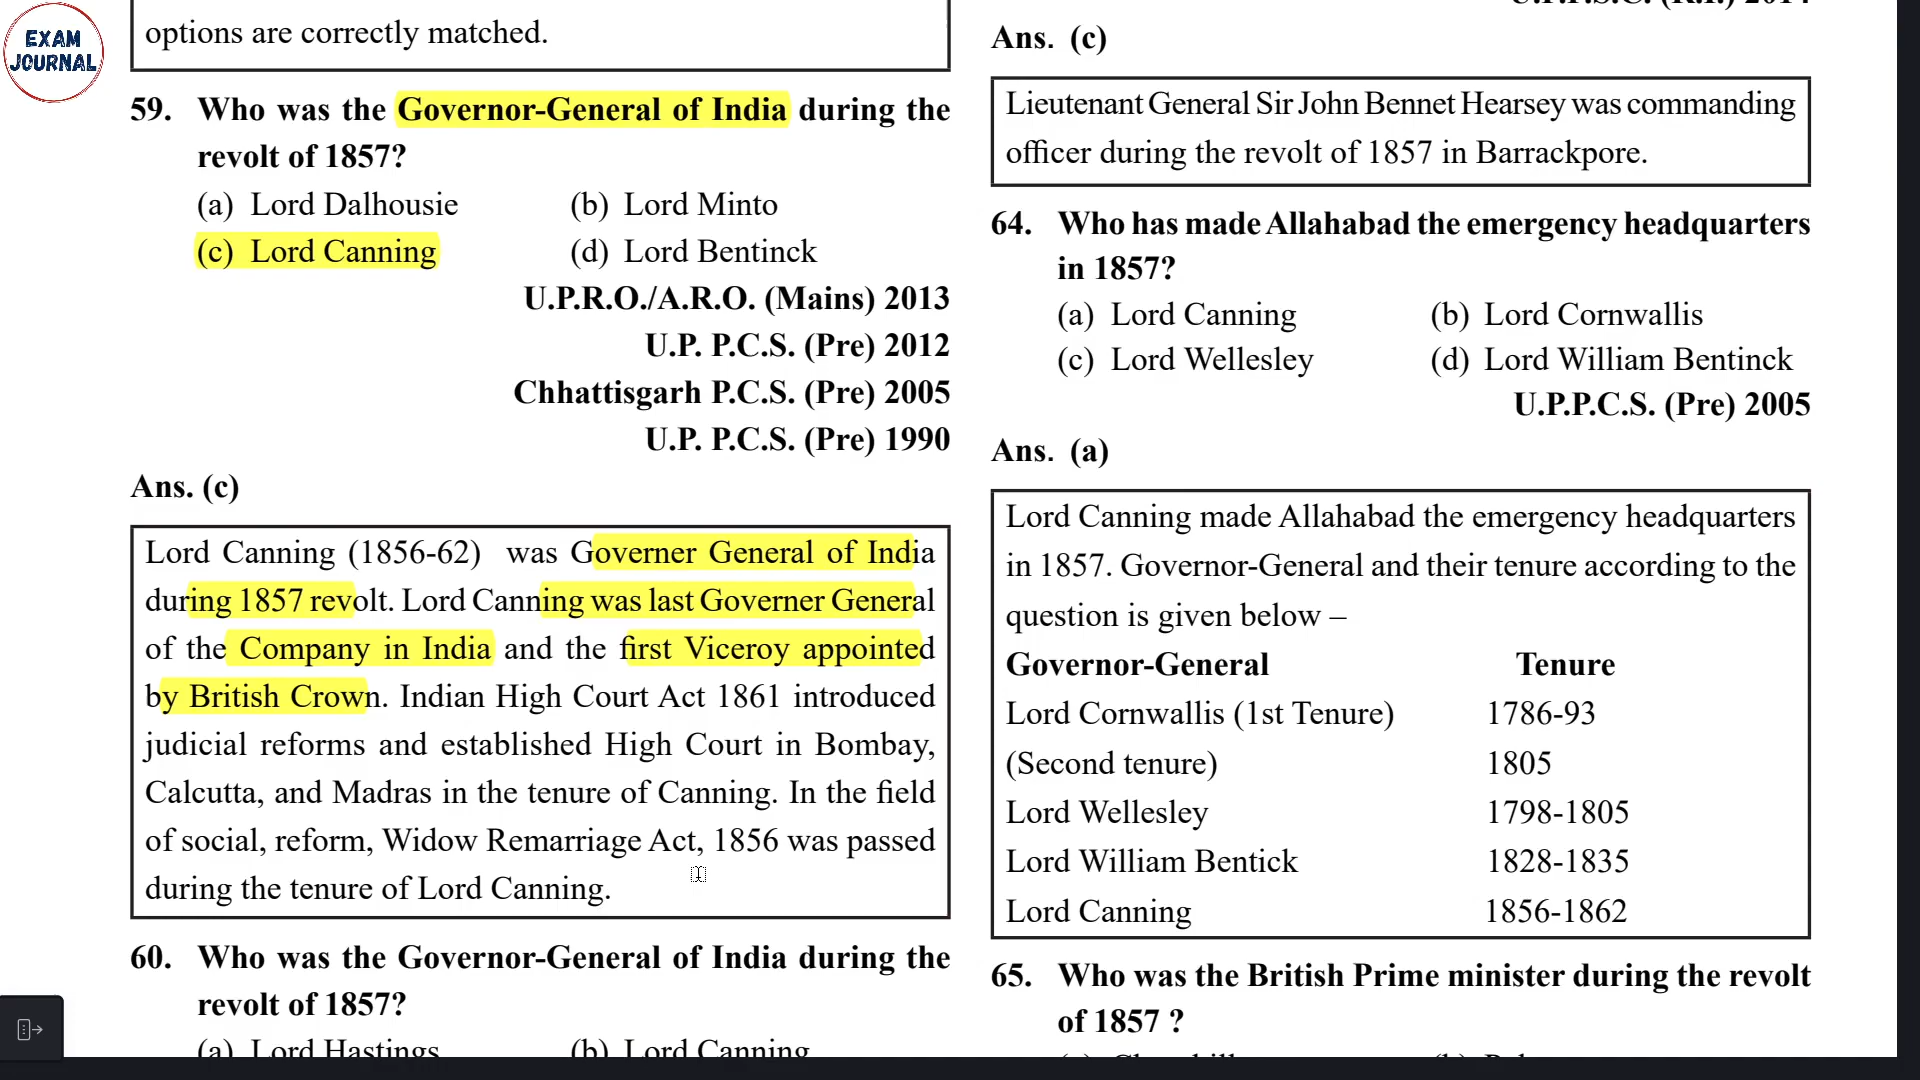 EXAM
JOURNAL
options are correctly matched.
59. Who was the Governor-General of India during the
revolt of 1857?
(a) Lord Dalhousie (b) Lord Minto
(c) Lord Canning (d) Lord Bentinck
U.P.R.O./A.R.O. (Mains) 2013
U.P. P.C.S. (Pre) 2012
Chhattisgarh P.C.S. (Pre) 2005
U.P. P.C.S. (Pre) 1990
Ans. (c)
Lord Canning (1856-62) was Governer General of India
during 1857 revolt. Lord Canning was last Governer General
of the Company in India and the first Viceroy appointed
by British Crown. Indian High Court Act 1861 introduced
judicial reforms and established High Court in Bombay,
Calcutta, and Madras in the tenure of Canning. In the field
of social, reform, Widow Remarriage Act, 1856 was passed
during the tenure of Lord Canning.
60. Who was the Governor-General of India during the
revolt of 1857?
(a) Lord Hastings (b) Lord Canning
Ans. (c)
Lieutenant General Sir John Bennet Hearsey was commanding
officer during the revolt of 1857 in Barrackpore.
64. Who has made Allahabad the emergency headquarters
in 1857?
(a) Lord Canning (b) Lord Cornwallis
(c) Lord Wellesley (d) Lord William Bentinck
U.P.P.C.S. (Pre) 2005
Ans. (a)
Lord Canning made Allahabad the emergency headquarters
in 1857. Governor-General and their tenure according to the
question is given below –
Governor-General Tenure
Lord Cornwallis (1st Tenure) 1786-93
(Second tenure) 1805
Lord Wellesley 1798-1805
Lord William Bentick 1828-1835
Lord Canning 1856-1862
65. Who was the British Prime minister during the revolt
of 1857 ?